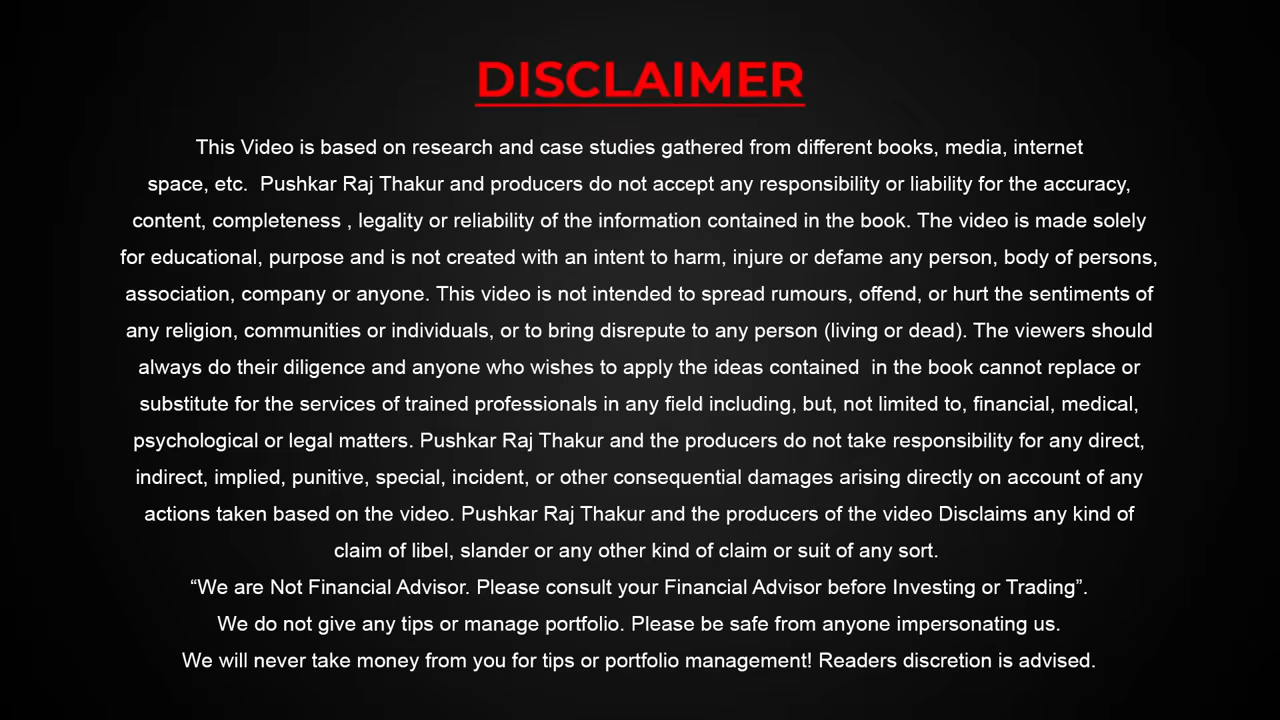 DISCLAIMER
This Video is based on research and case studies gathered from different books, media, internet
space, etc.  Pushkar Raj Thakur and producers do not accept any responsibility or liability for the accuracy,
content, completeness , legality or reliability of the information contained in the book. The video is made solely
for educational, purpose and is not created with an intent to harm, injure or defame any person, body of persons,
association, company or anyone. This video is not intended to spread rumours, offend, or hurt the sentiments of
any religion, communities or individuals, or to bring disrepute to any person (living or dead). The viewers should
always do their diligence and anyone who wishes to apply the ideas contained  in the book cannot replace or
substitute for the services of trained professionals in any field including, but, not limited to, financial, medical,
psychological or legal matters. Pushkar Raj Thakur and the producers do not take responsibility for any direct,
indirect, implied, punitive, special, incident, or other consequential damages arising directly on account of any
actions taken based on the video. Pushkar Raj Thakur and the producers of the video Disclaims any kind of
claim of libel, slander or any other kind of claim or suit of any sort.
“We are Not Financial Advisor. Please consult your Financial Advisor before Investing or Trading”.
We do not give any tips or manage portfolio. Please be safe from anyone impersonating us.
We will never take money from you for tips or portfolio management! Readers discretion is advised.